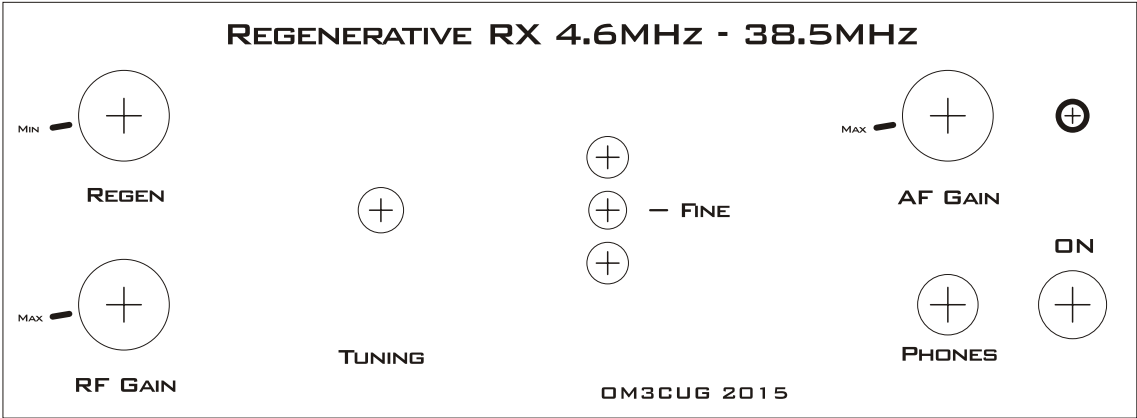 REGENERATIVE RX 4.6MHZ - 38.5MHZ
MIN
MAX
REGEN
AF GAIN
— FINE
ON
MAX
TUNING
PHONES
RF GAIN
OM3CUG 2015